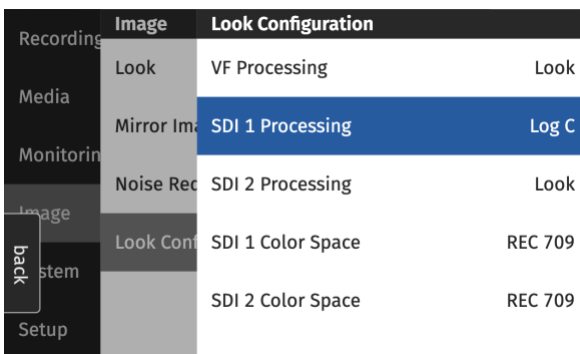 Recording
Media
Monitorin
Image
System
Setup
back
Image
Look
Mirror Ima
Noise Rec
Look Conf
Look Configuration
VF Processing Look
SDI 1 Processing Log C
SDI 2 Processing Look
SDI 1 Color Space REC 709
SDI 2 Color Space REC 709